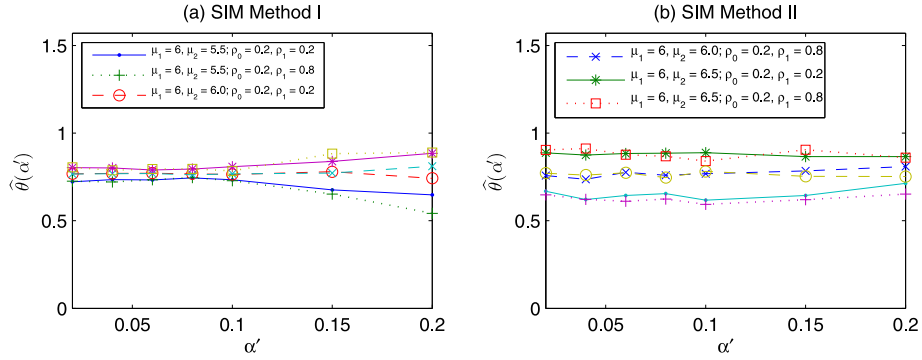 (a) SIM Method I
1.5
1
0.5
0
θ̂(α′)
μ₁ = 6, μ₂ = 5.5; ρ₀ = 0.2, ρ₁ = 0.2
μ₁ = 6, μ₂ = 5.5; ρ₀ = 0.2, ρ₁ = 0.8
μ₁ = 6, μ₂ = 6.0; ρ₀ = 0.2, ρ₁ = 0.2
0.05 0.1 0.15 0.2
α′
(b) SIM Method II
1.5
1
0.5
0
θ̂(α′)
μ₁ = 6, μ₂ = 6.0; ρ₀ = 0.2, ρ₁ = 0.8
μ₁ = 6, μ₂ = 6.5; ρ₀ = 0.2, ρ₁ = 0.2
μ₁ = 6, μ₂ = 6.5; ρ₀ = 0.2, ρ₁ = 0.8
0.05 0.1 0.15 0.2
α′